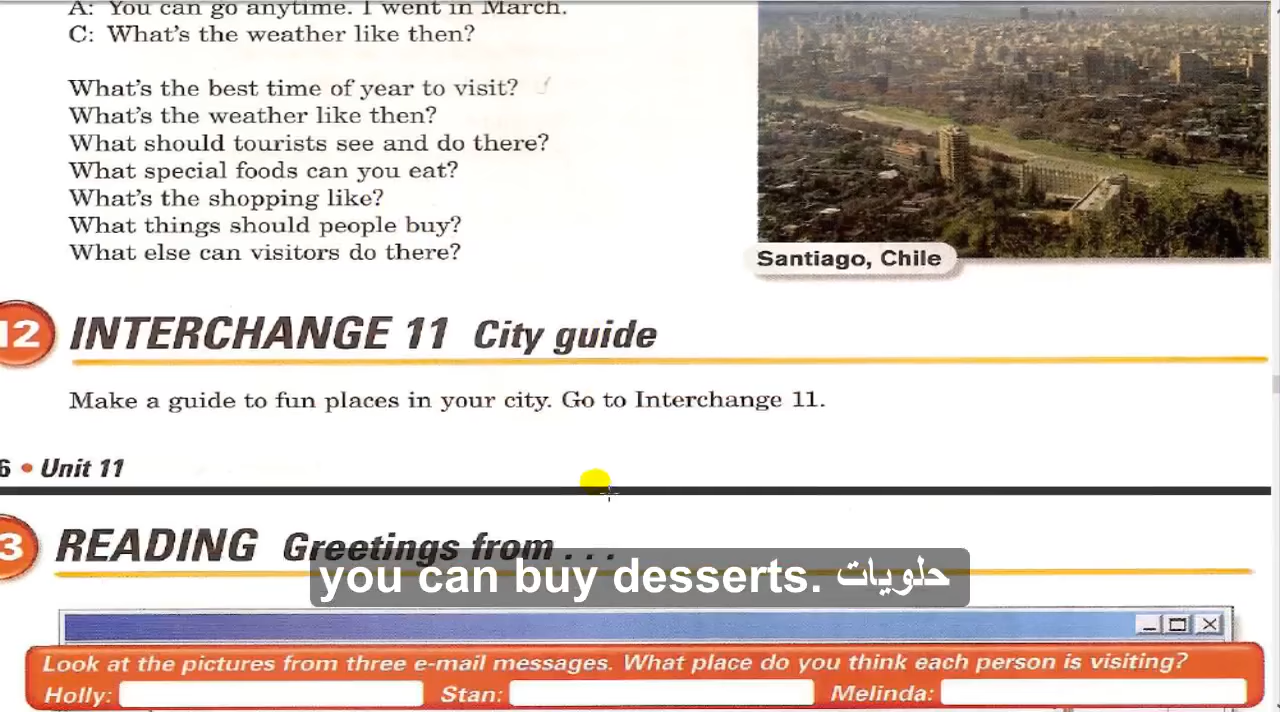 A: You can go anytime. I went in March.
C: What's the weather like then?
What's the best time of year to visit?
What's the weather like then?
What should tourists see and do there?
What special foods can you eat?
What's the shopping like?
What things should people buy?
What else can visitors do there?
Santiago, Chile
12 INTERCHANGE 11 City guide
Make a guide to fun places in your city. Go to Interchange 11.
6 • Unit 11
3 READING Greetings from . . .
you can buy desserts. حلويات
Look at the pictures from three e-mail messages. What place do you think each person is visiting?
Holly: Stan: Melinda: